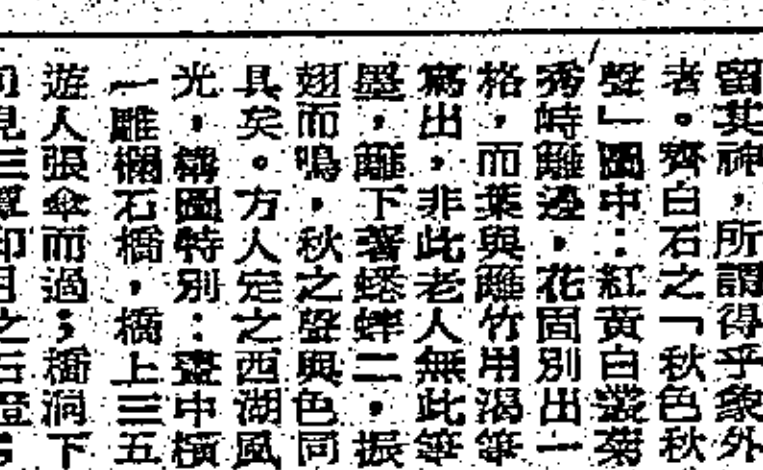 留其神，所謂得乎象外
者。齊白石之「秋色秋
聲」圖中：紅黃白叢菊
秀峙籬邊，花固別出一
格，而葉與籬竹用渴筆
寫出，非此老人無此筆
墨，籬下著蟋蟀二，振
翅而鳴，秋之聲與色同
具矣。方人定之西湖風
光，構圖特別：畫中橫
一雕欄石橋，橋上三五
遊人張傘而過；橋洞下
見三潭印月之石燈